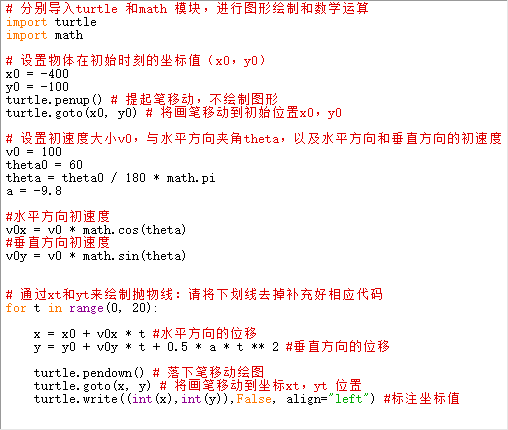 # 分别导入turtle 和math 模块，进行图形绘制和数学运算
import turtle
import math
# 设置物体在初始时刻的坐标值（x0，y0）
x0 = -400
y0 = -100
turtle.penup() # 提起笔移动，不绘制图形
turtle.goto(x0, y0) # 将画笔移动到初始位置x0，y0
# 设置初速度大小v0，与水平方向夹角theta，以及水平方向和垂直方向的初速度
v0 = 100
theta0 = 60
theta = theta0 / 180 * math.pi
a = -9.8
#水平方向初速度
v0x = v0 * math.cos(theta)
#垂直方向初速度
v0y = v0 * math.sin(theta)
# 通过xt和yt来绘制抛物线：请将下划线去掉补充好相应代码
for t in range(0, 20):
x = x0 + v0x * t #水平方向的位移
y = y0 + v0y * t + 0.5 * a * t ** 2 #垂直方向的位移
turtle.pendown() # 落下笔移动绘图
turtle.goto(x, y) # 将画笔移动到坐标xt，yt 位置
turtle.write((int(x),int(y)),False, align="left") #标注坐标值